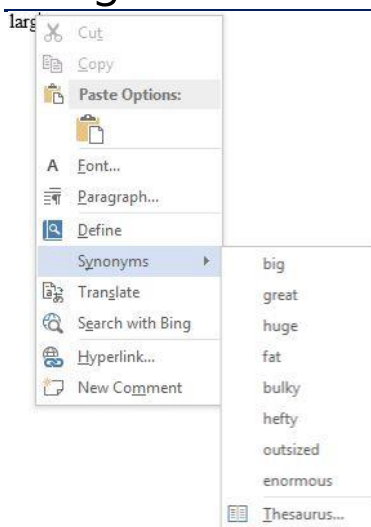 larg
Cut
Copy
Paste Options:
Font...
Paragraph...
Define
Synonyms
Translate
Search with Bing
Hyperlink...
New Comment
big
great
huge
fat
bulky
hefty
outsized
enormous
Thesaurus...